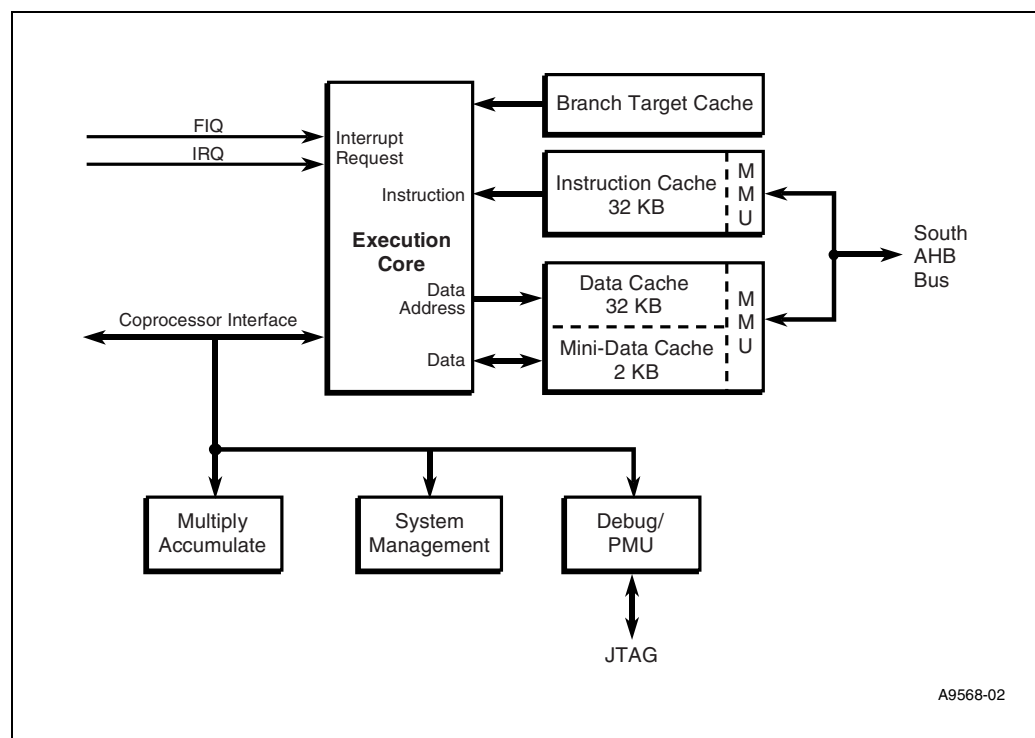 Branch Target Cache
FIQ
IRQ
Interrupt
Request
Instruction
Instruction Cache
32 KB
M
M
U
Execution
Core
South
AHB
Bus
Data
Address
Data Cache
32 KB
M
M
U
Coprocessor Interface
Data
Mini-Data Cache
2 KB
Multiply
Accumulate
System
Management
Debug/
PMU
JTAG
A9568-02